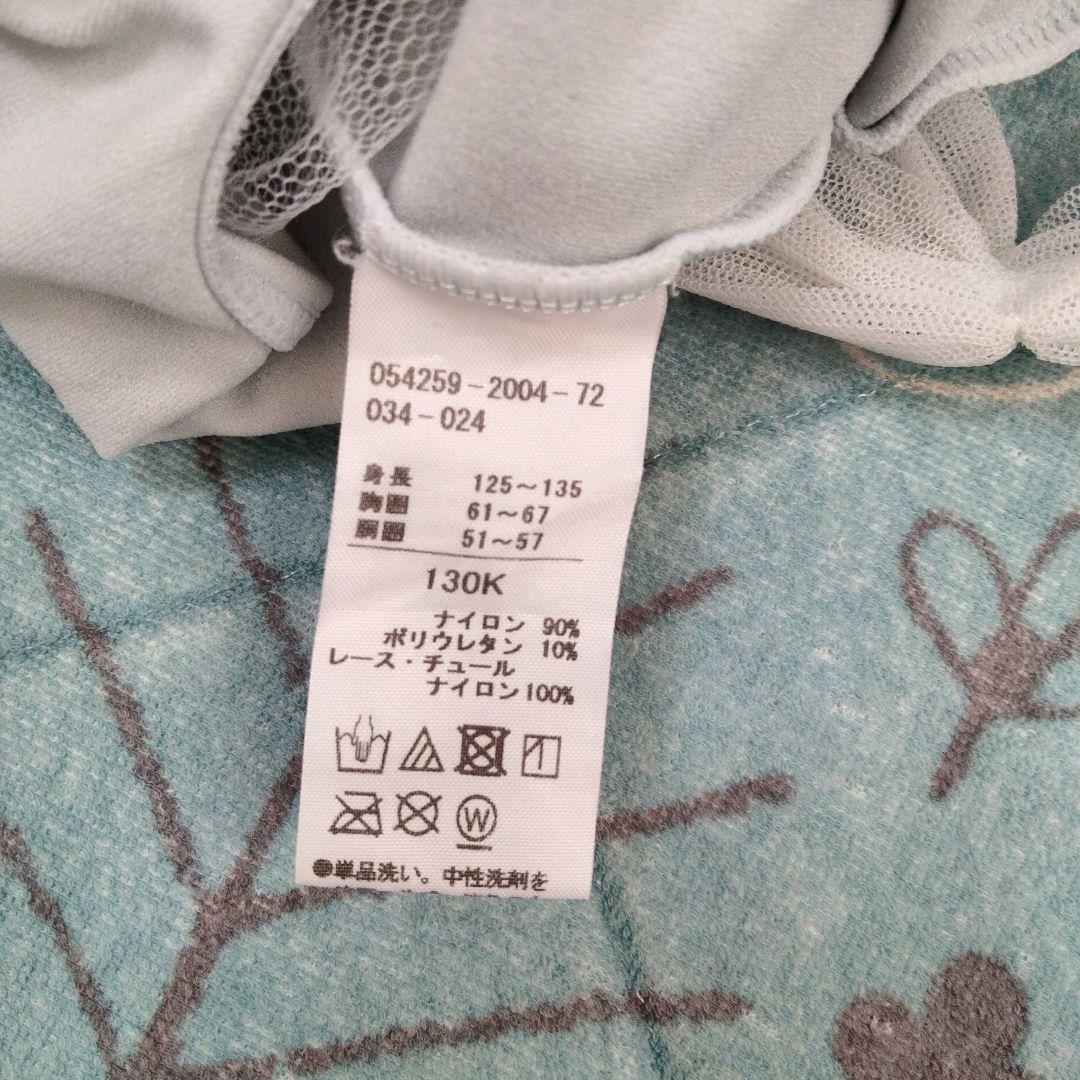 054259-2004-72
034-024
身長 125～135
胸囲 61～67
胴囲 51～57
130K
ナイロン 90%
ポリウレタン 10%
レース・チュール
ナイロン100%
W
●単品洗い。中性洗剤を